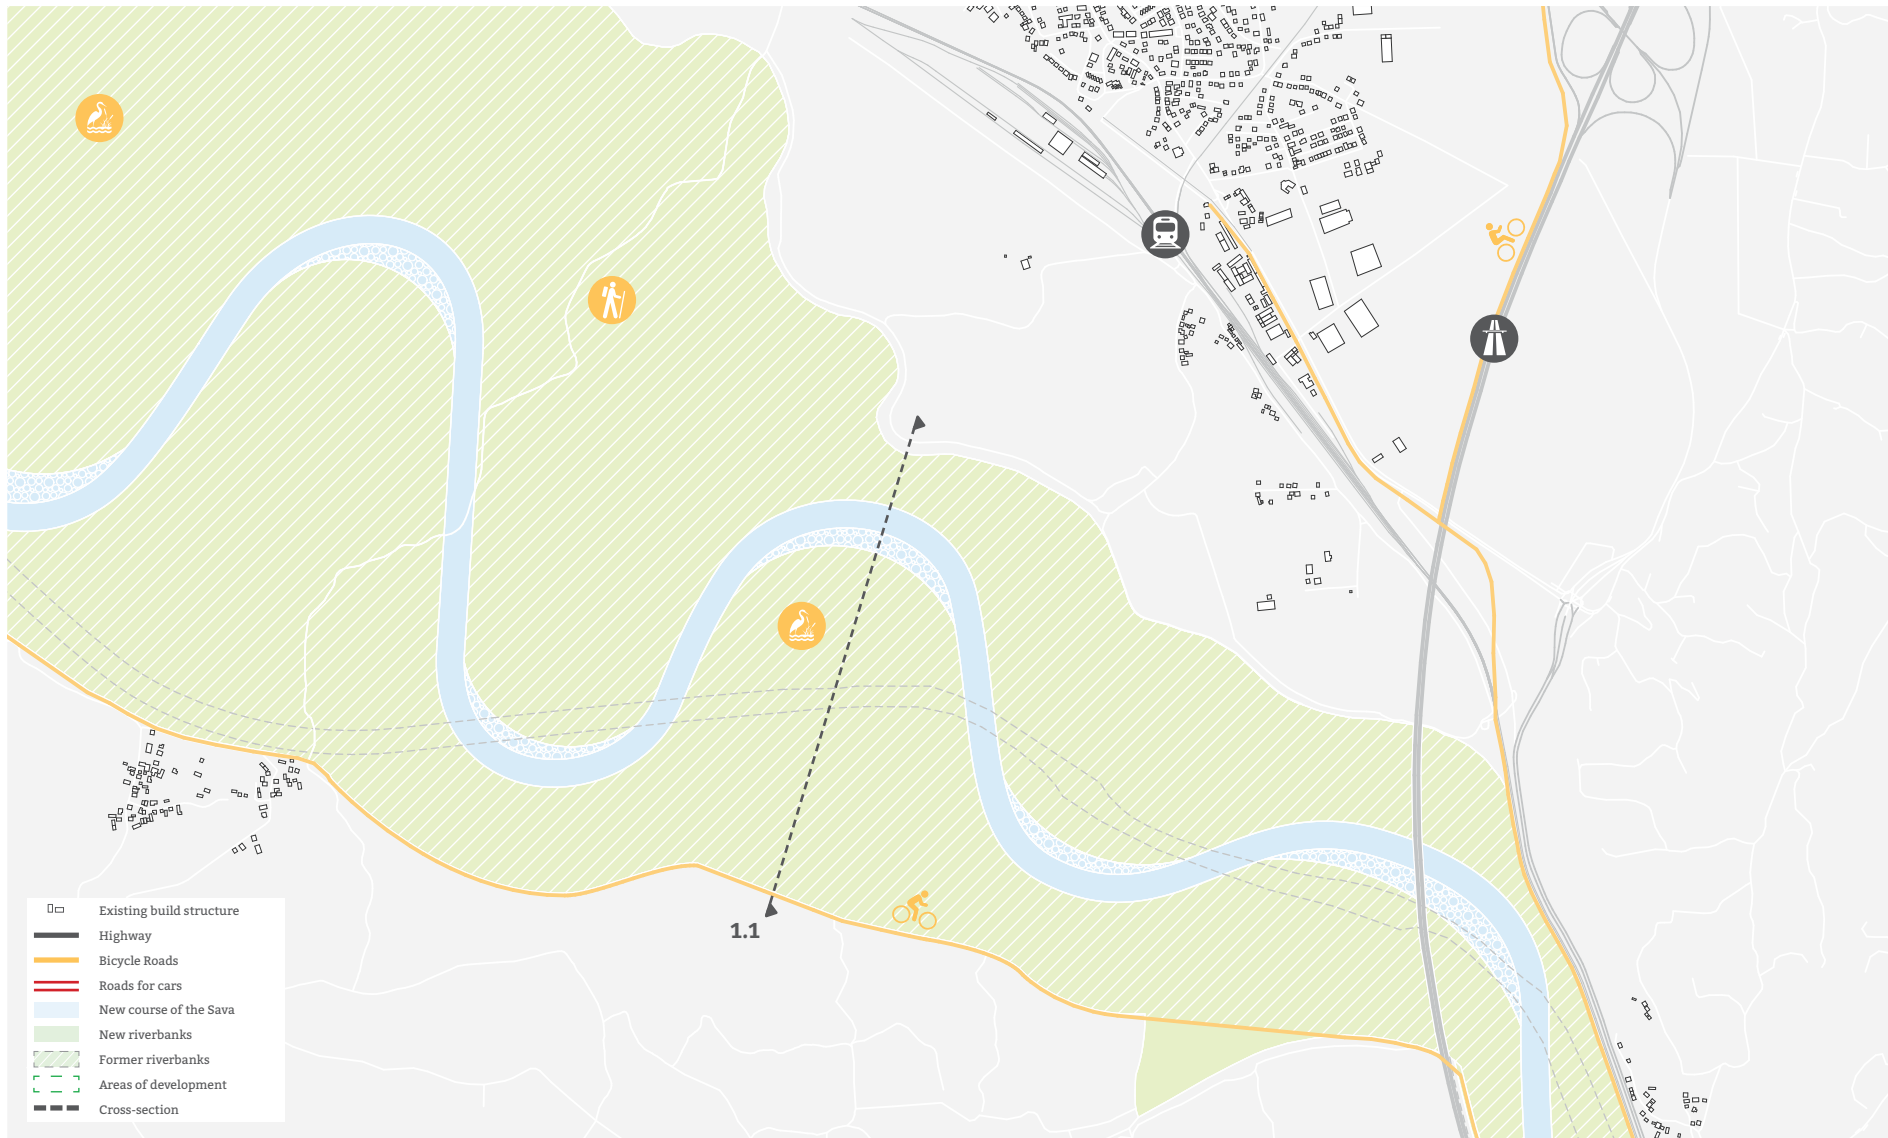 1.1
Existing build structure
Highway
Bicycle Roads
Roads for cars
New course of the Sava
New riverbanks
Former riverbanks
Areas of development
Cross-section